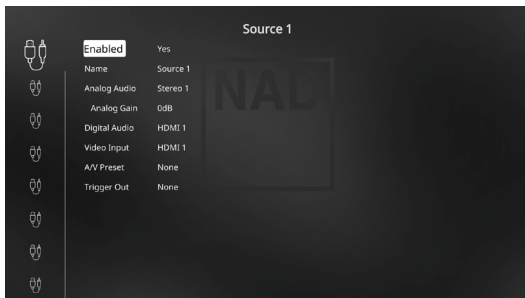 Source 1
Enabled Yes
Name Source 1
Analog Audio Stereo 1
Analog Gain 0dB
Digital Audio HDMI 1
Video Input HDMI 1
A/V Preset None
Trigger Out None
NAD